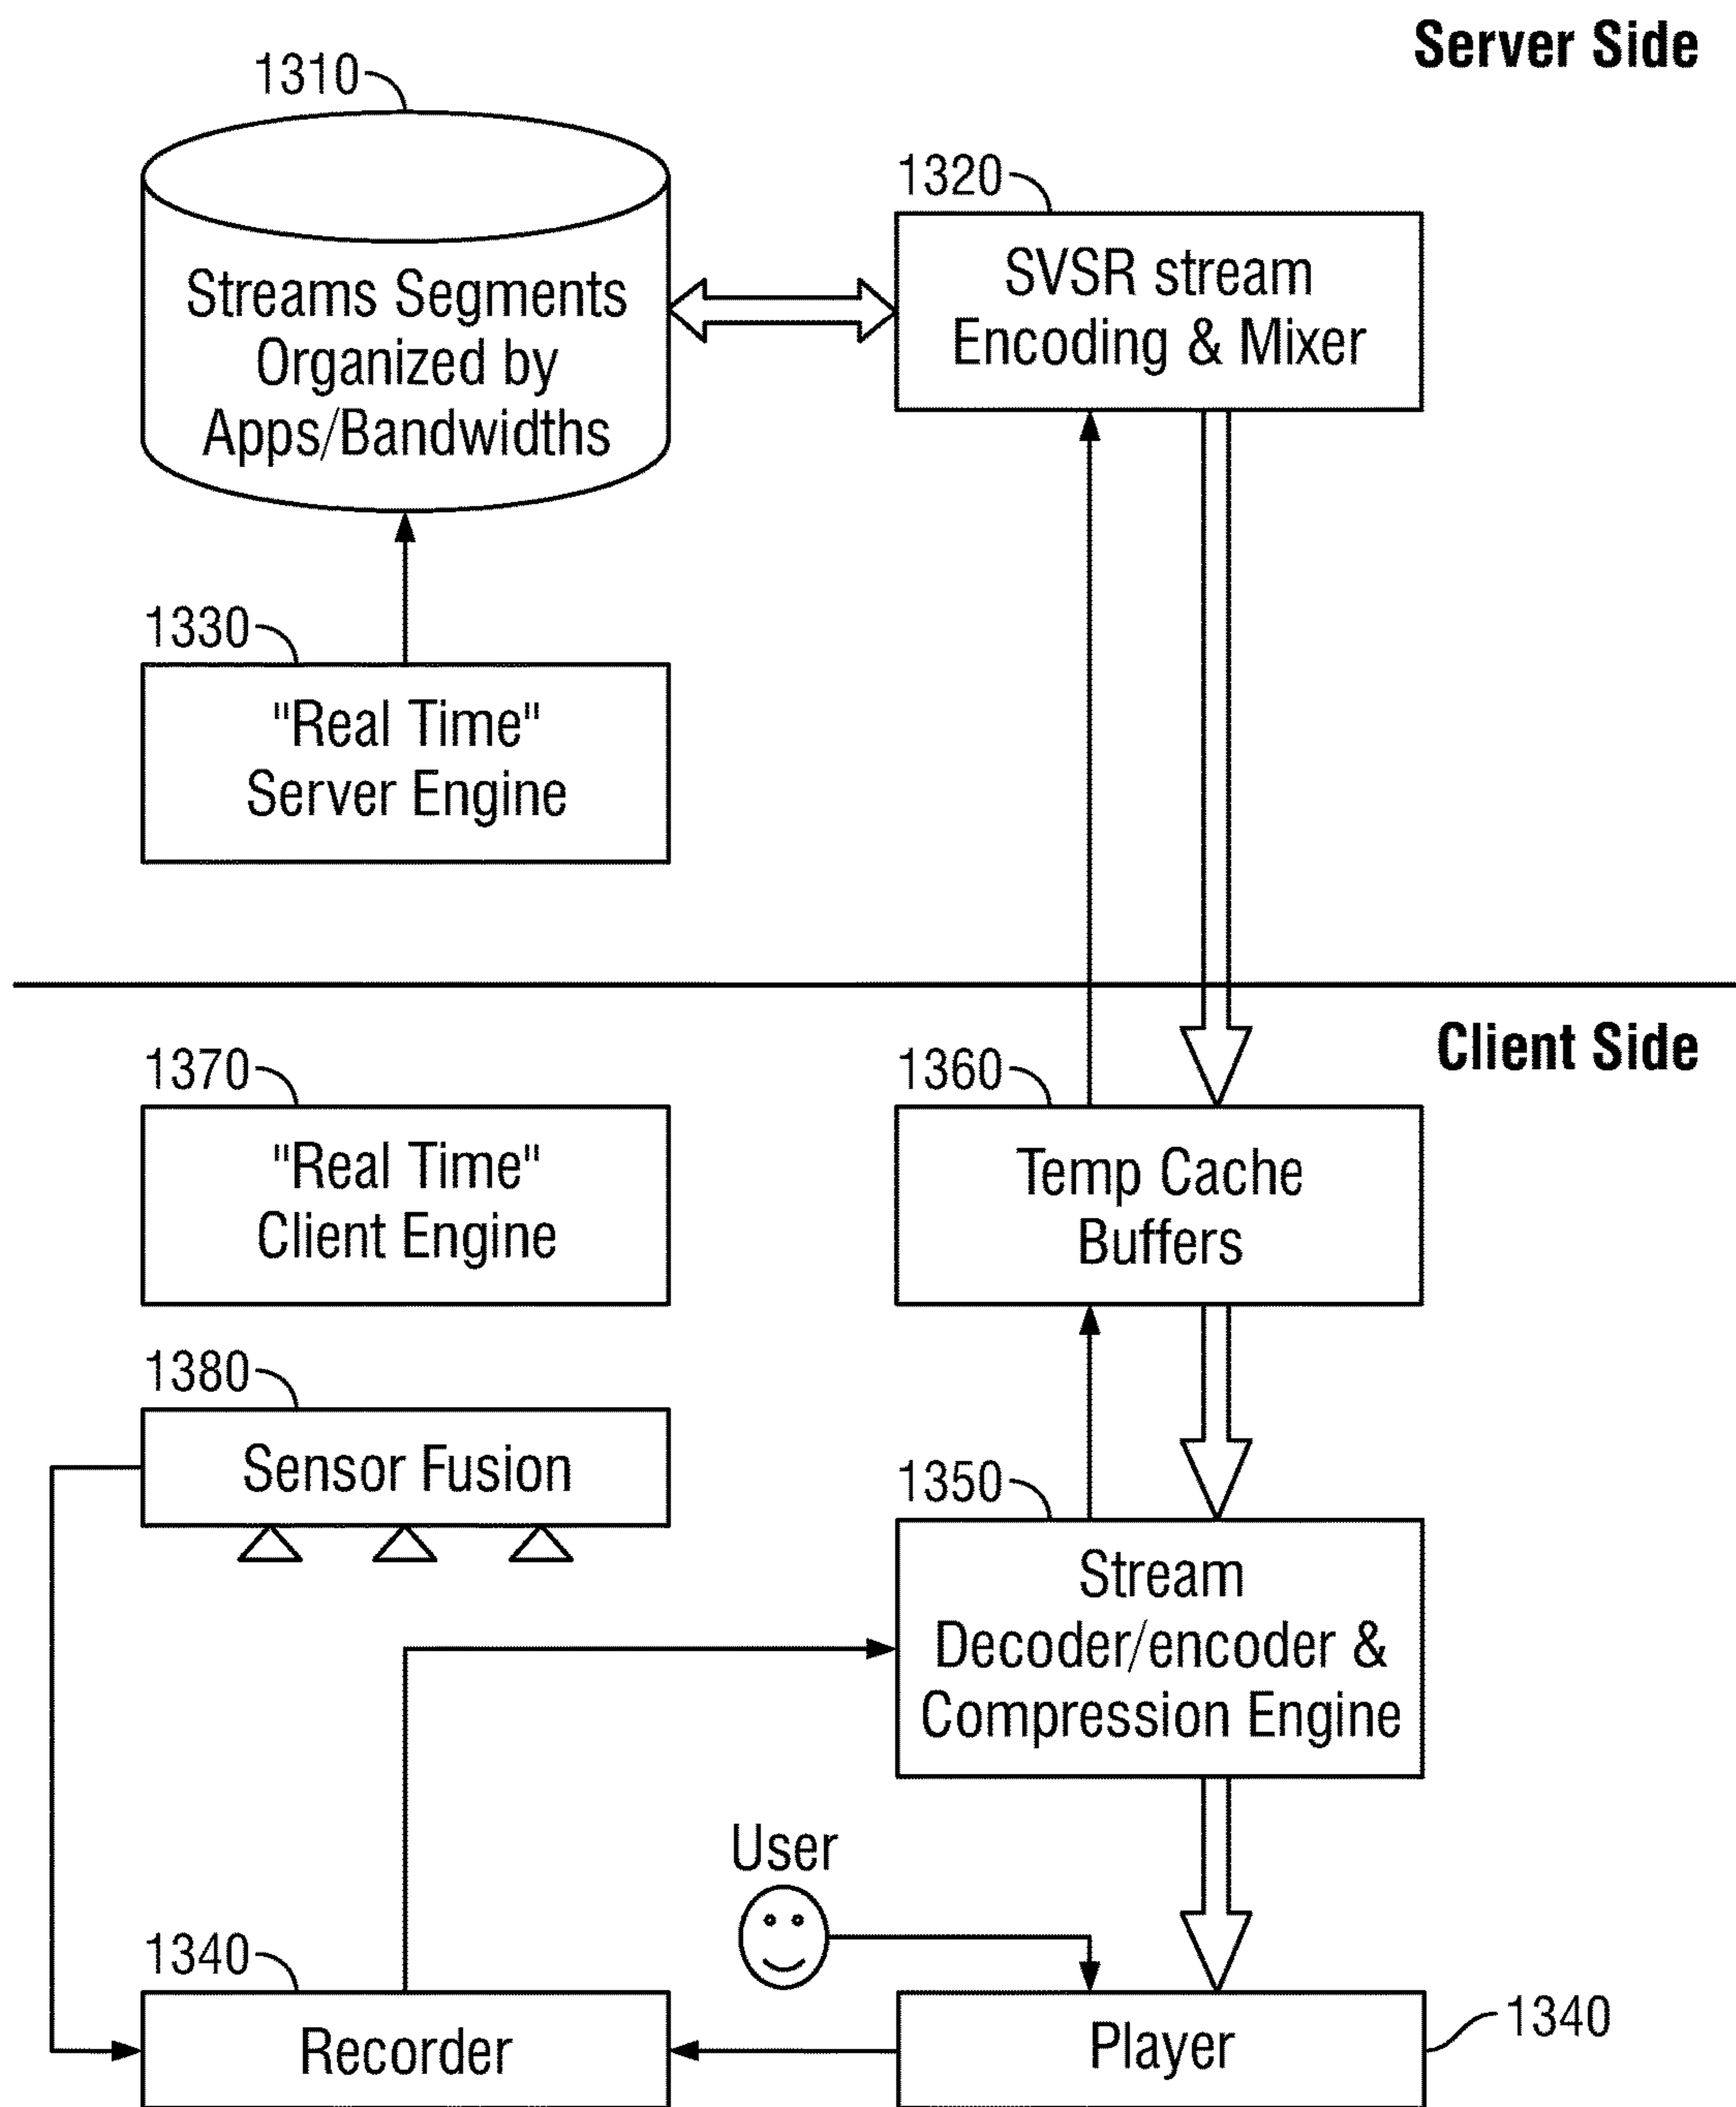 Server Side
1310
Streams Segments
Organized by
Apps/Bandwidths
1320
SVSR stream
Encoding & Mixer
1330
"Real Time"
Server Engine
Client Side
1370
"Real Time"
Client Engine
1360
Temp Cache
Buffers
1380
Sensor Fusion
1350
Stream
Decoder/encoder &
Compression Engine
User
1340
Recorder
Player
1340